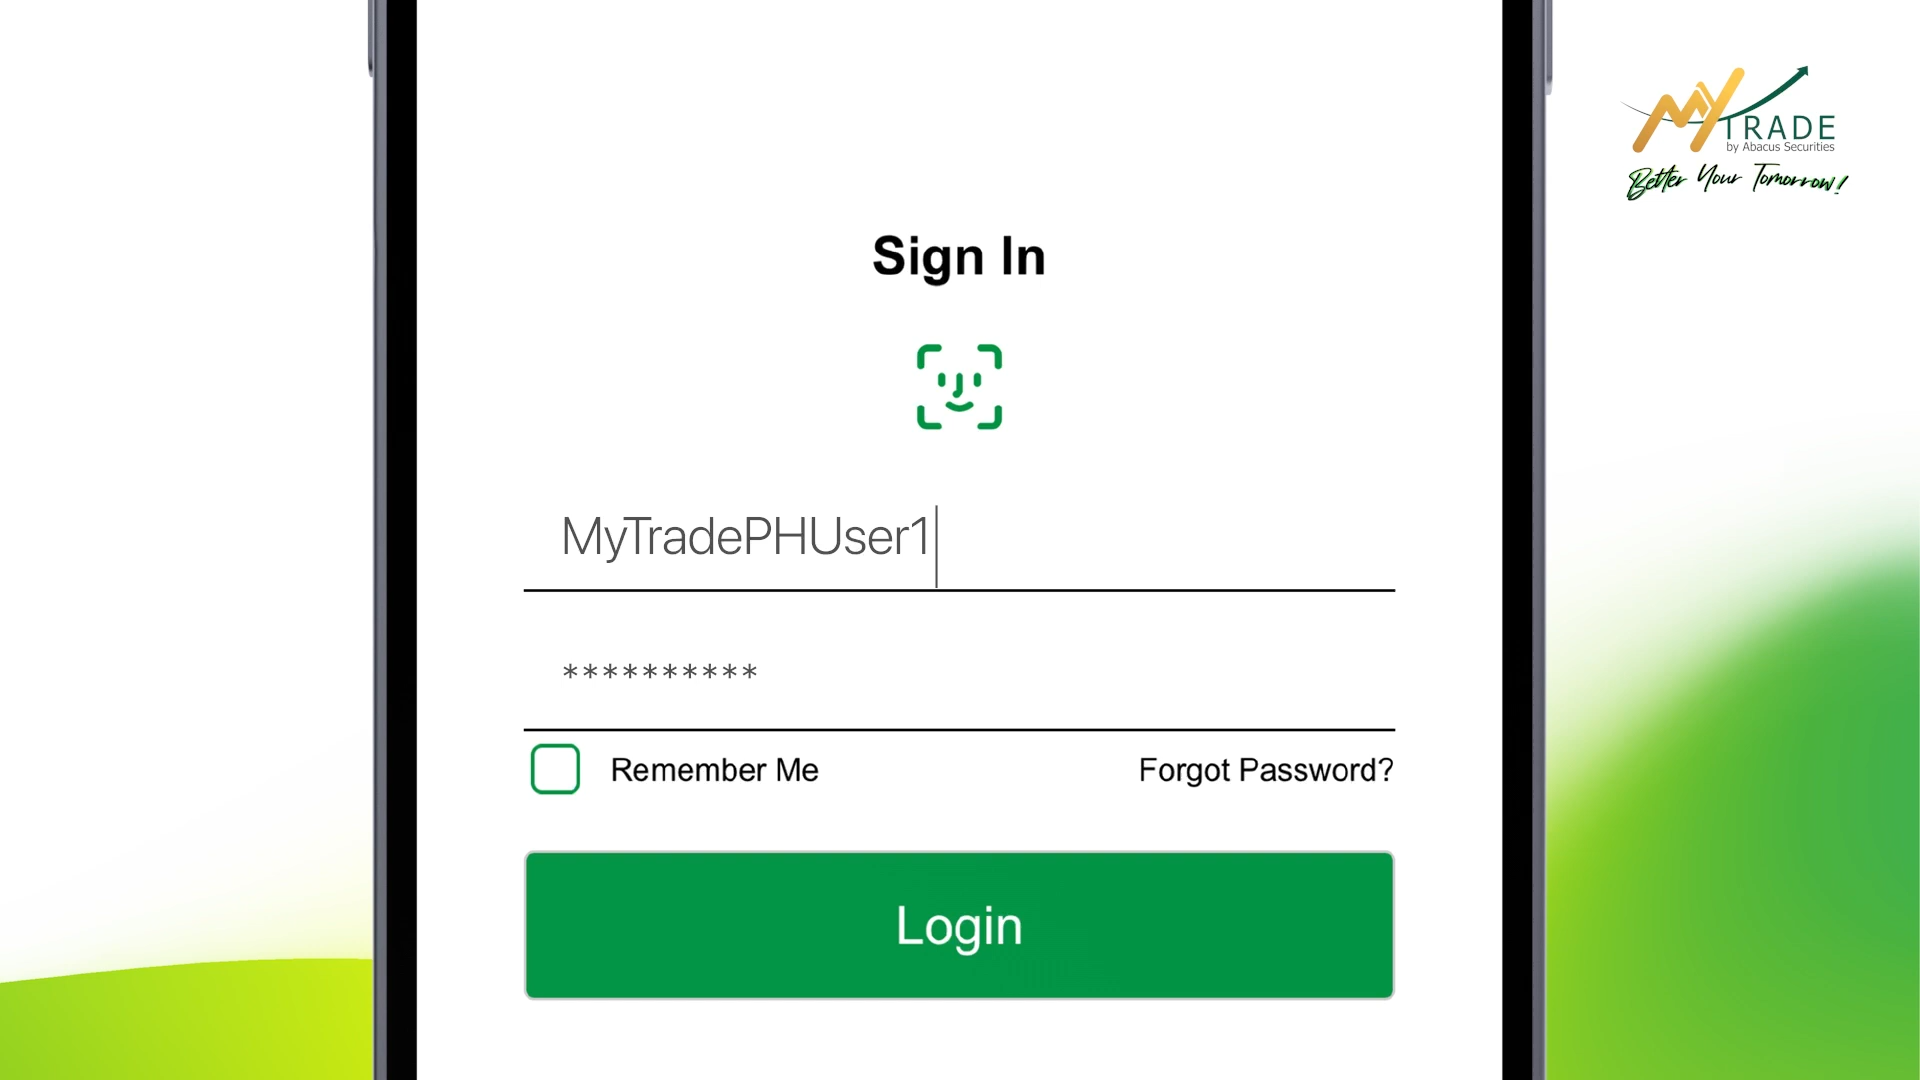 MYTRADE
by Abacus Securities
Better Your Tomorrow!
Sign In
MyTradePHUser1
**********
Remember Me
Forgot Password?
Login